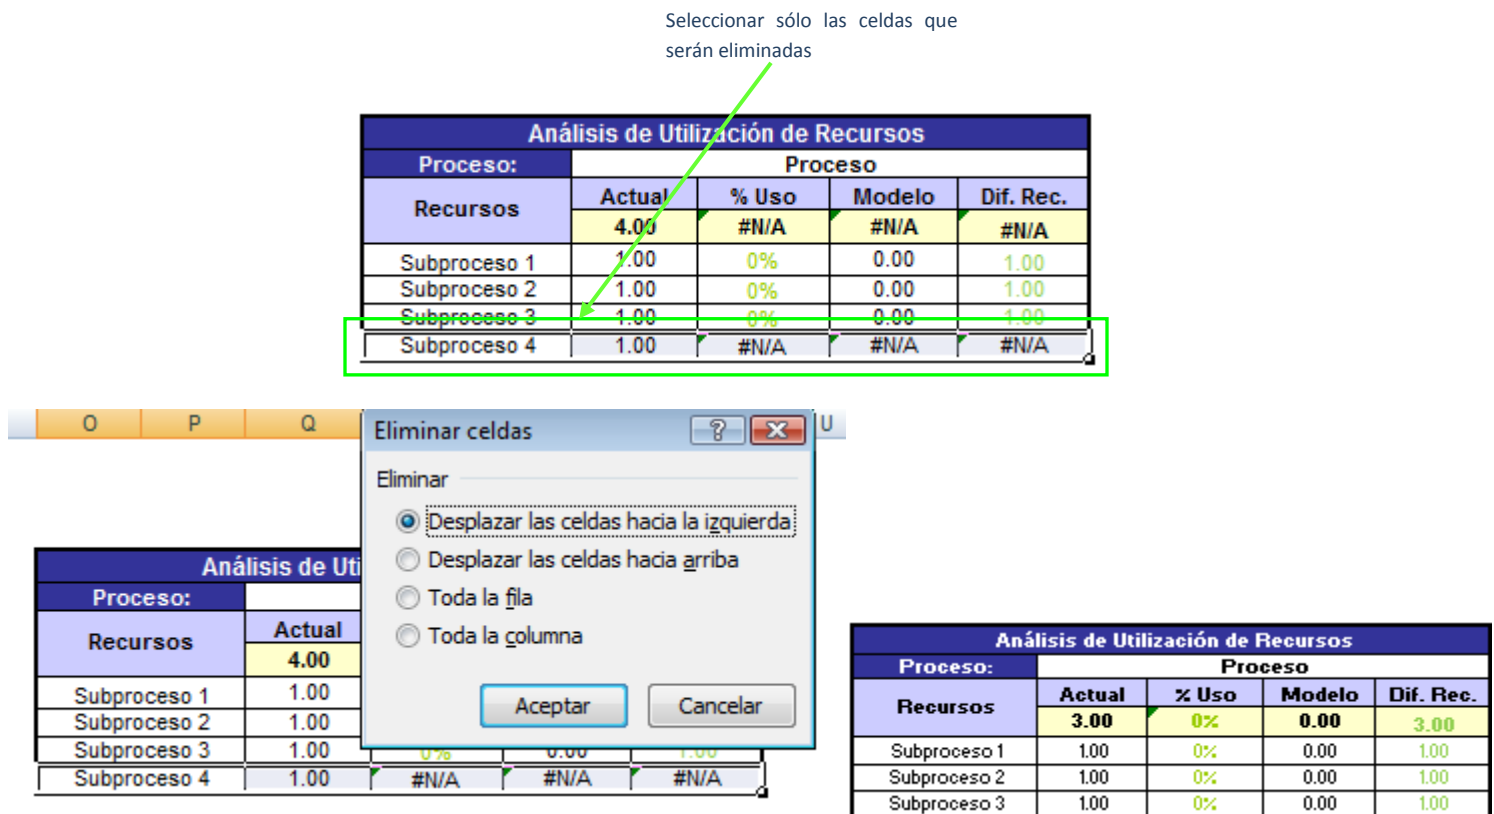 Seleccionar sólo las celdas que
serán eliminadas
Análisis de Utilización de Recursos
Proceso: Proceso
Recursos Actual % Uso Modelo Dif. Rec.
4.00 #N/A #N/A #N/A
Subproceso 1 1.00 0% 0.00 1.00
Subproceso 2 1.00 0% 0.00 1.00
Subproceso 3 1.00 0% 0.00 1.00
Subproceso 4 1.00 #N/A #N/A #N/A
O P Q U
Eliminar celdas
Eliminar
Desplazar las celdas hacia la izquierda
Desplazar las celdas hacia arriba
Toda la fila
Toda la columna
Aceptar Cancelar
Análisis de Uti
Proceso:
Recursos Actual
4.00
Subproceso 1 1.00
Subproceso 2 1.00
Subproceso 3 1.00 0% 0.00 1.00
Subproceso 4 1.00 #N/A #N/A #N/A
Análisis de Utilización de Recursos
Proceso: Proceso
Recursos Actual % Uso Modelo Dif. Rec.
3.00 0% 0.00 3.00
Subproceso 1 1.00 0% 0.00 1.00
Subproceso 2 1.00 0% 0.00 1.00
Subproceso 3 1.00 0% 0.00 1.00